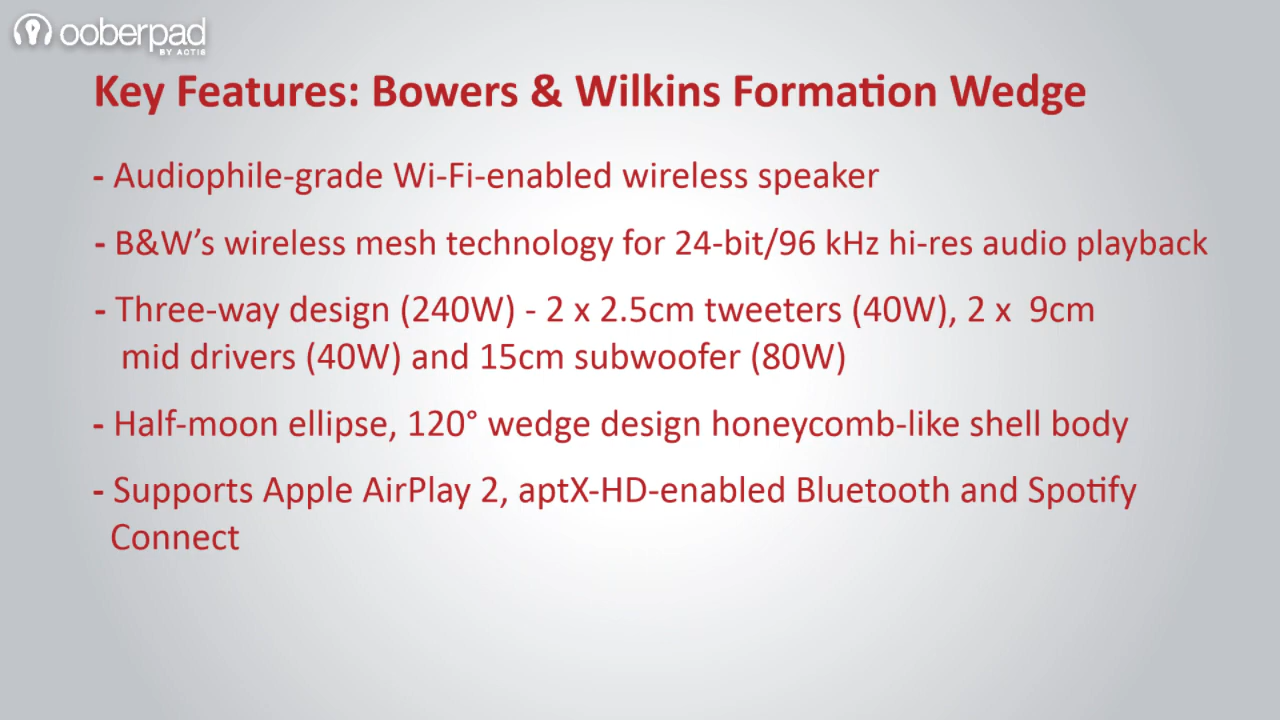 ooberpad
BY ACTIS
Key Features: Bowers & Wilkins Formation Wedge
- Audiophile-grade Wi-Fi-enabled wireless speaker
- B&W’s wireless mesh technology for 24-bit/96 kHz hi-res audio playback
- Three-way design (240W) - 2 x 2.5cm tweeters (40W), 2 x 9cm
mid drivers (40W) and 15cm subwoofer (80W)
- Half-moon ellipse, 120° wedge design honeycomb-like shell body
- Supports Apple AirPlay 2, aptX-HD-enabled Bluetooth and Spotify
Connect